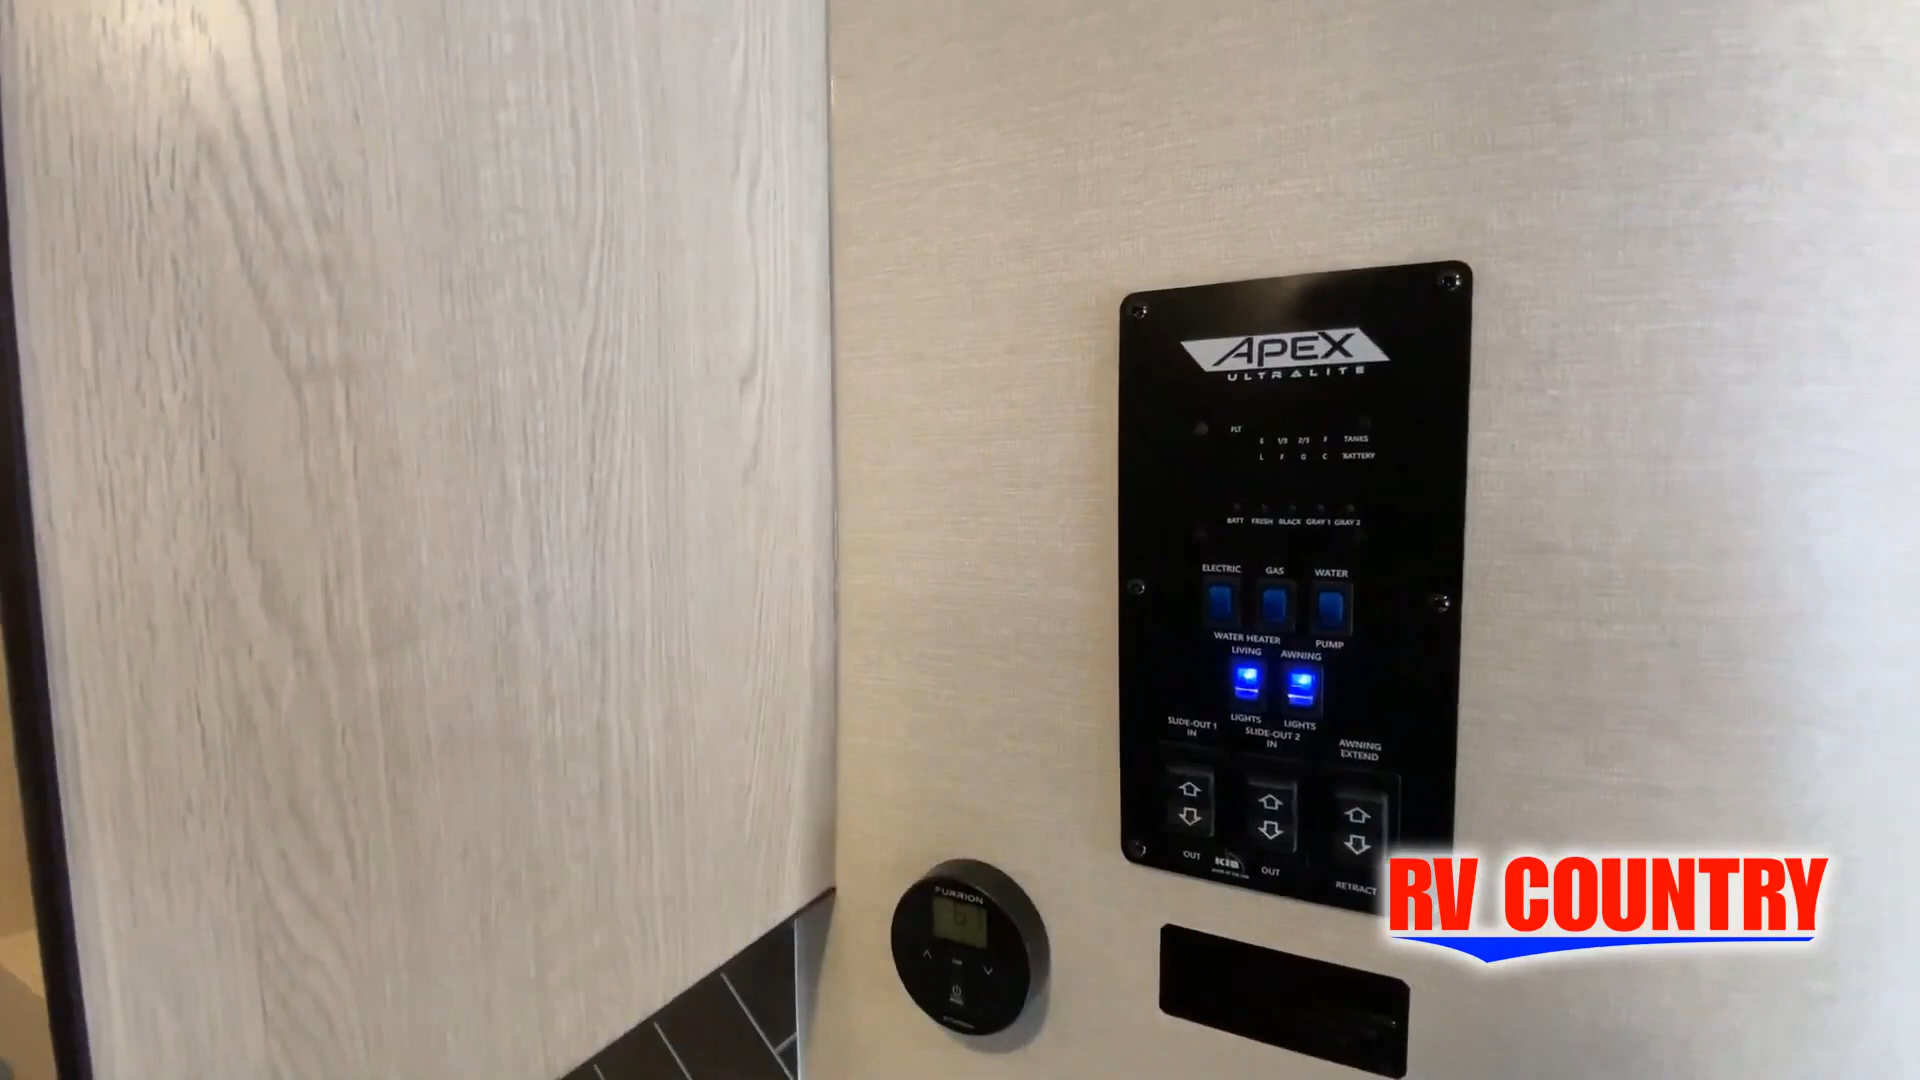 APEX
ULTRALITE
FLT
E 1/3 2/3 F TANKS
L F G C BATTERY
BATT FRESH BLACK GRAY 1 GRAY 2
ELECTRIC GAS WATER
WATER HEATER PUMP
LIVING AWNING
LIGHTS LIGHTS
SLIDE-OUT 1 IN
SLIDE-OUT 2 IN
AWNING EXTEND
OUT
KIB
OUT
RETRACT
FURRION
RV COUNTRY